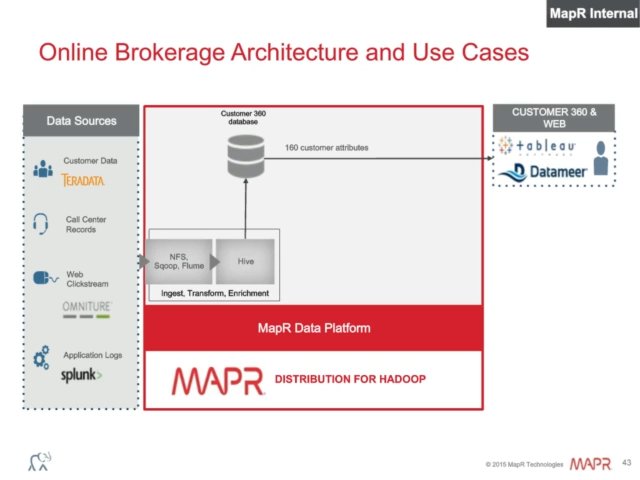 MapR Internal
Online Brokerage Architecture and Use Cases
Data Sources
Customer Data
TERADATA
Call Center
Records
Web
Clickstream
OMNITURE
Application Logs
splunk>
Customer 360
database
160 customer attributes
NFS,
Sqoop, Flume
Hive
Ingest, Transform, Enrichment
MapR Data Platform
MAPR
DISTRIBUTION FOR HADOOP
CUSTOMER 360 &
WEB
tableau
Datameer
© 2015 MapR Technologies
MAPR
43